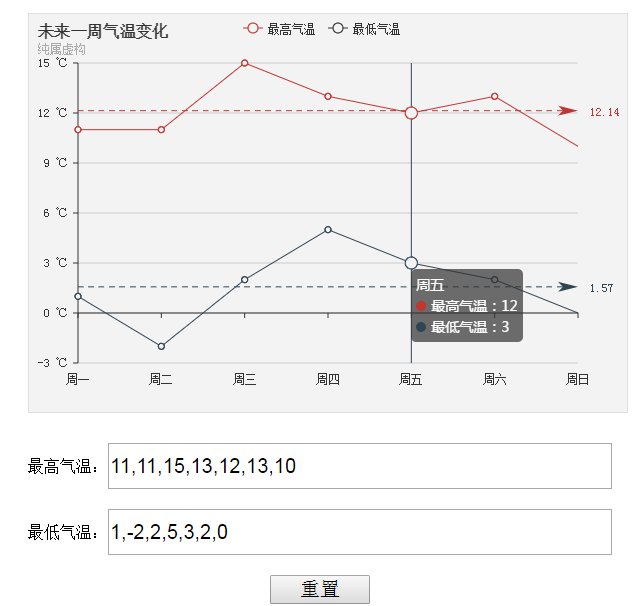 未来一周气温变化
最高气温 最低气温
纯属虚构
15 ℃
12 ℃
9 ℃
6 ℃
3 ℃
0 ℃
-3 ℃
12.14
1.57
周五
最高气温：12
最低气温：3
周一 周二 周三 周四 周五 周六 周日
最高气温： 11,11,15,13,12,13,10
最低气温： 1,-2,2,5,3,2,0
重置